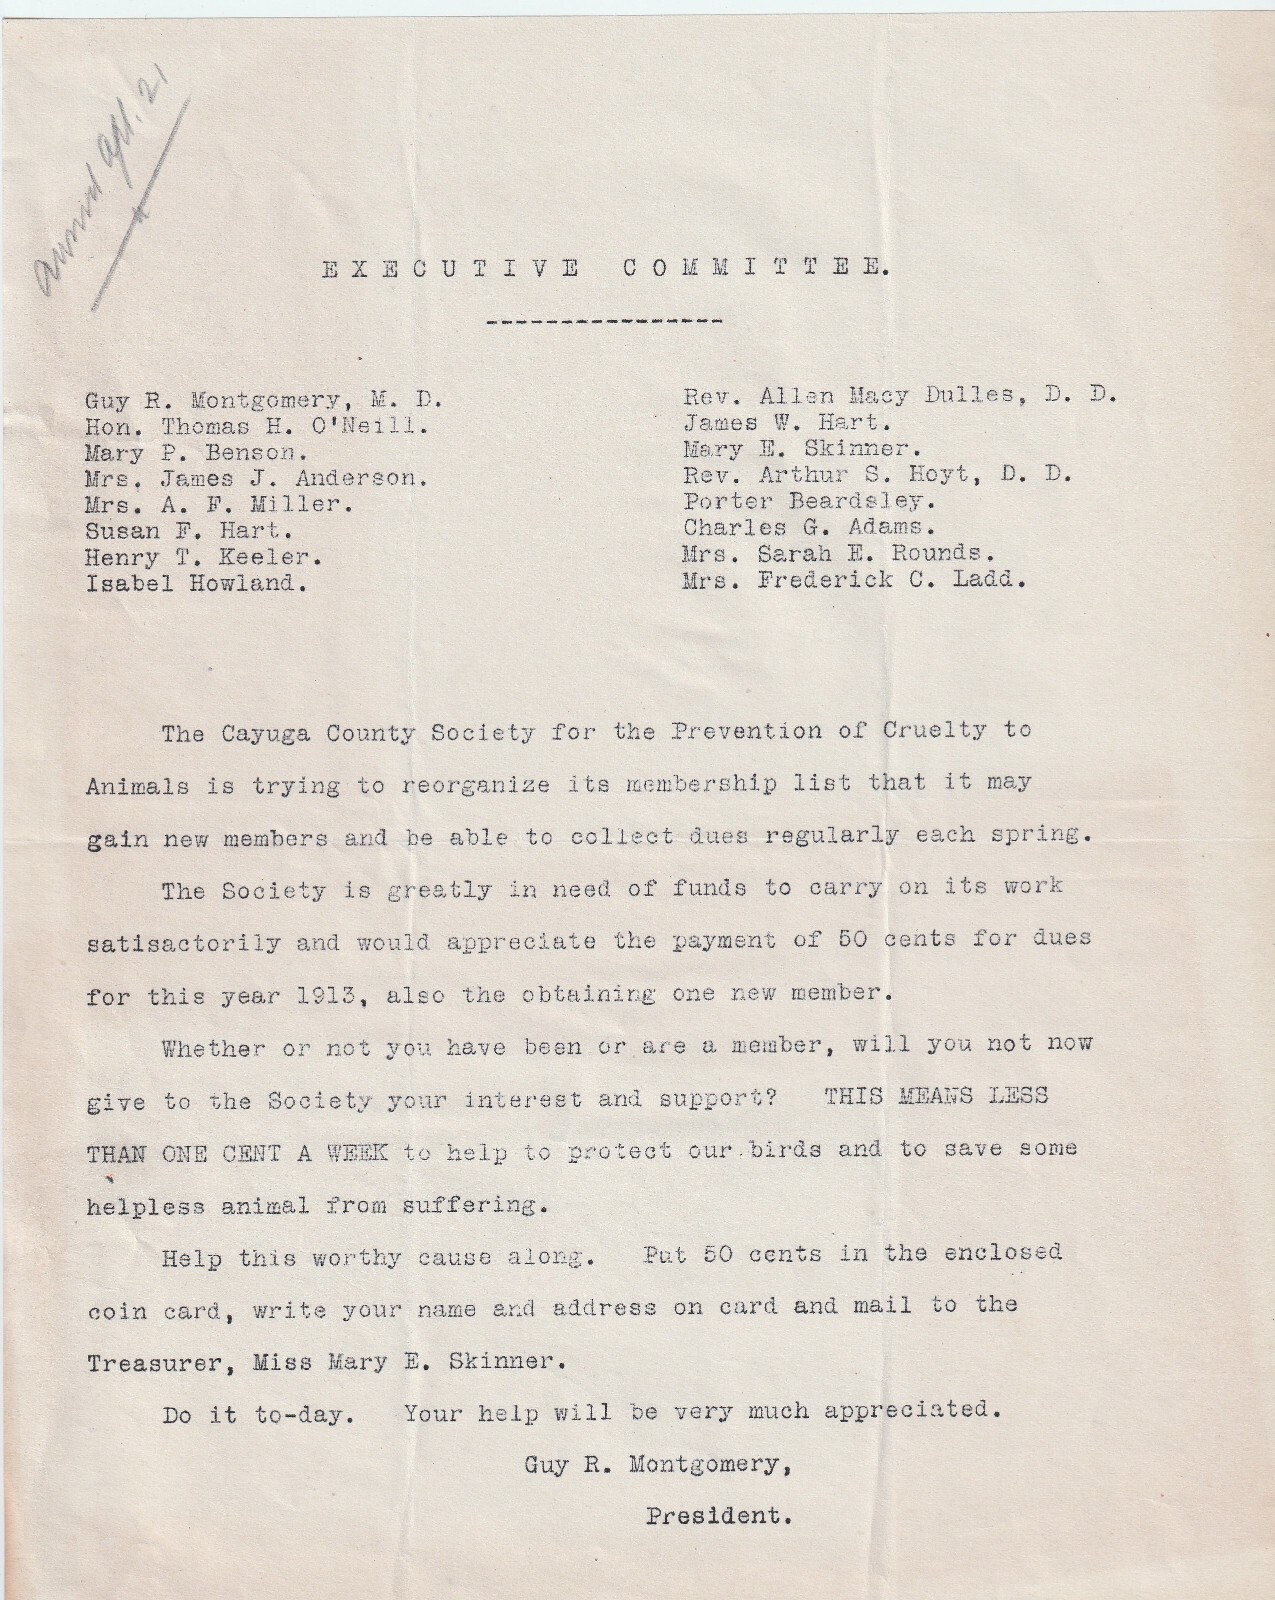 Apl. 21
EXECUTIVE COMMITTEE.
----------------
Guy R. Montgomery, M. D.
Hon. Thomas H. O'Neill.
Mary P. Benson.
Mrs. James J. Anderson.
Mrs. A. F. Miller.
Susan F. Hart.
Henry T. Keeler.
Isabel Howland.
Rev. Allen Macy Dulles, D. D.
James W. Hart.
Mary E. Skinner.
Rev. Arthur S. Hoyt, D. D.
Porter Beardsley.
Charles G. Adams.
Mrs. Sarah E. Rounds.
Mrs. Frederick C. Ladd.
The Cayuga County Society for the Prevention of Cruelty to
Animals is trying to reorganize its membership list that it may
gain new members and be able to collect dues regularly each spring.
The Society is greatly in need of funds to carry on its work
satisactorily and would appreciate the payment of 50 cents for dues
for this year 1913, also the obtaining one new member.
Whether or not you have been or are a member, will you not now
give to the Society your interest and support? THIS MEANS LESS
THAN ONE CENT A WEEK to help to protect our birds and to save some
helpless animal from suffering.
Help this worthy cause along. Put 50 cents in the enclosed
coin card, write your name and address on card and mail to the
Treasurer, Miss Mary E. Skinner.
Do it to-day. Your help will be very much appreciated.
Guy R. Montgomery,
President.